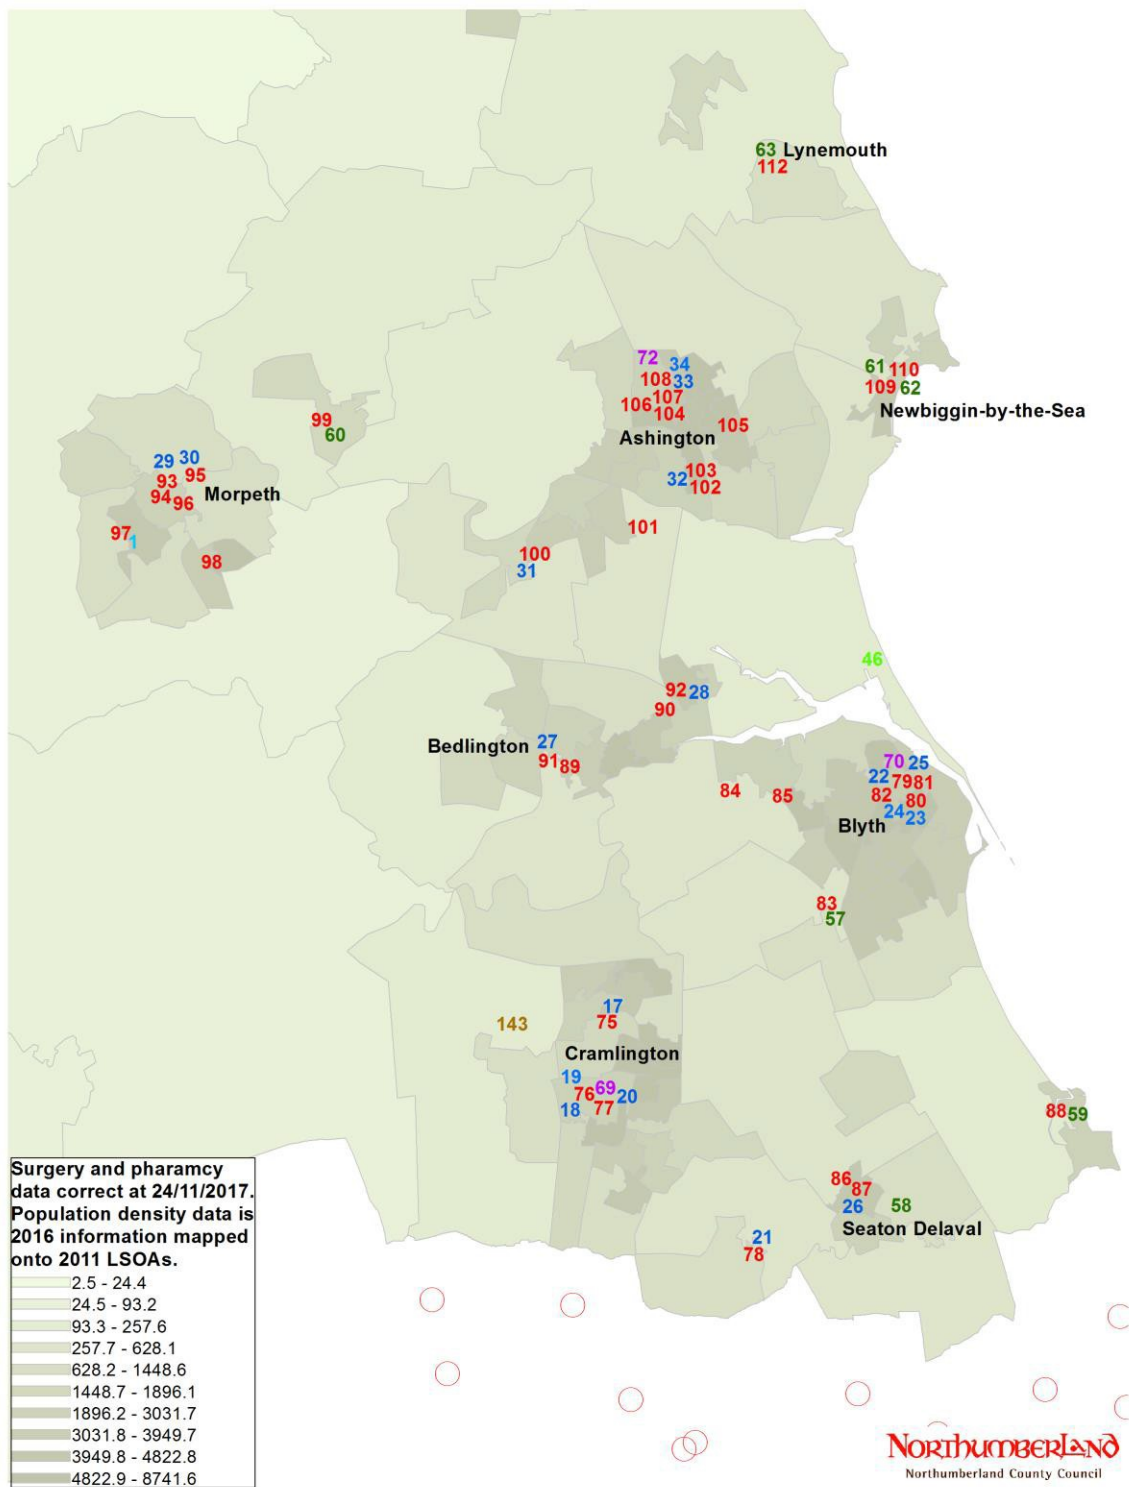 63 Lynemouth
112
72
34
108 33
107
106
104
105
Ashington
61 110
109 62
Newbiggin-by-the-Sea
99
60
29 30
93 95
94 96
Morpeth
97
1
98
103
32
102
101
100
31
46
92 28
90
Bedlington
27
91 89
84
85
70 25
22 79 81
82 80
24 23
Blyth
83
57
17
75
143
Cramlington
19
76 69 20
18 77
88 59
86
87
26
58
Seaton Delaval
21
78
Surgery and pharamcy
data correct at 24/11/2017.
Population density data is
2016 information mapped
onto 2011 LSOAs.
2.5 - 24.4
24.5 - 93.2
93.3 - 257.6
257.7 - 628.1
628.2 - 1448.6
1448.7 - 1896.1
1896.2 - 3031.7
3031.8 - 3949.7
3949.8 - 4822.8
4822.9 - 8741.6
NORTHUMBERLAND
Northumberland County Council